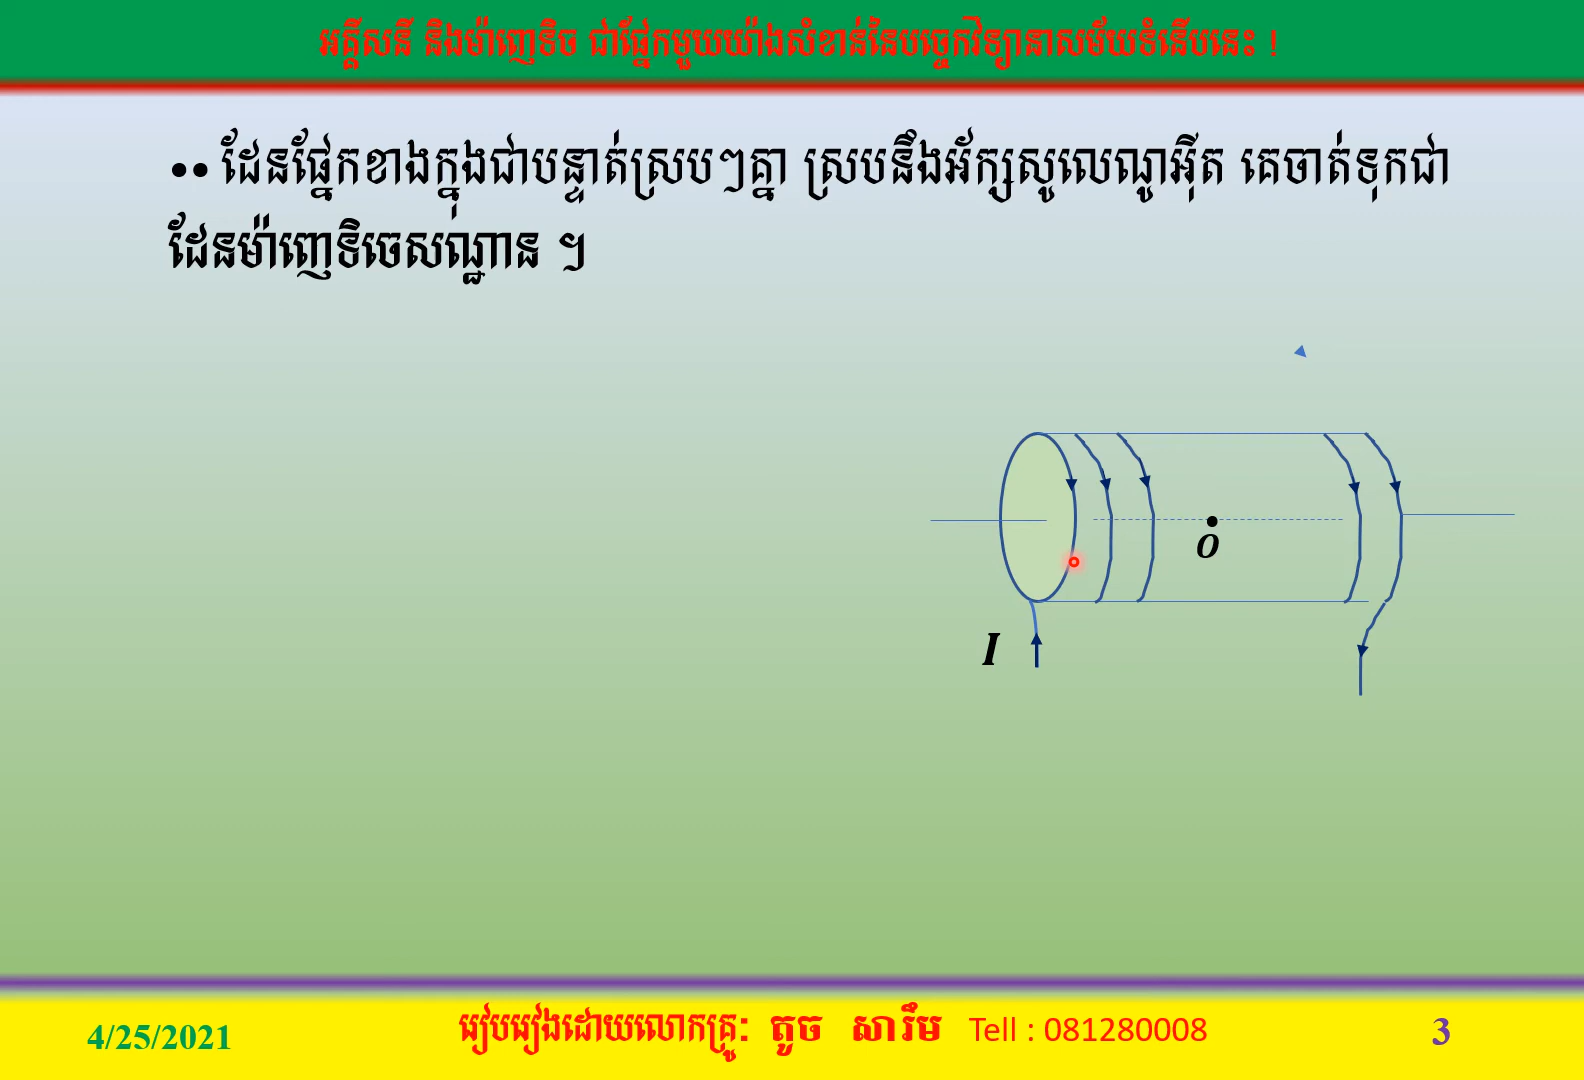 អគ្គីសនី និងម៉ាញេទិច ជាផ្នែកមួយយ៉ាងសំខាន់នៃបច្ចេកវិទ្យានាសម័យទំនើបនេះ !
•• ដែនផ្នែកខាងក្នុងជាបន្ទាត់ស្របៗគ្នា ស្របនឹងអ័ក្សសូលេណូអ៊ីត គេចាត់ទុកជា
ដែនម៉ាញេទិចេសណ្ឋាន ។
O
I
4/25/2021
រៀបរៀងដោយលោកគ្រូ: តូច សារឹម Tell : 081280008
3